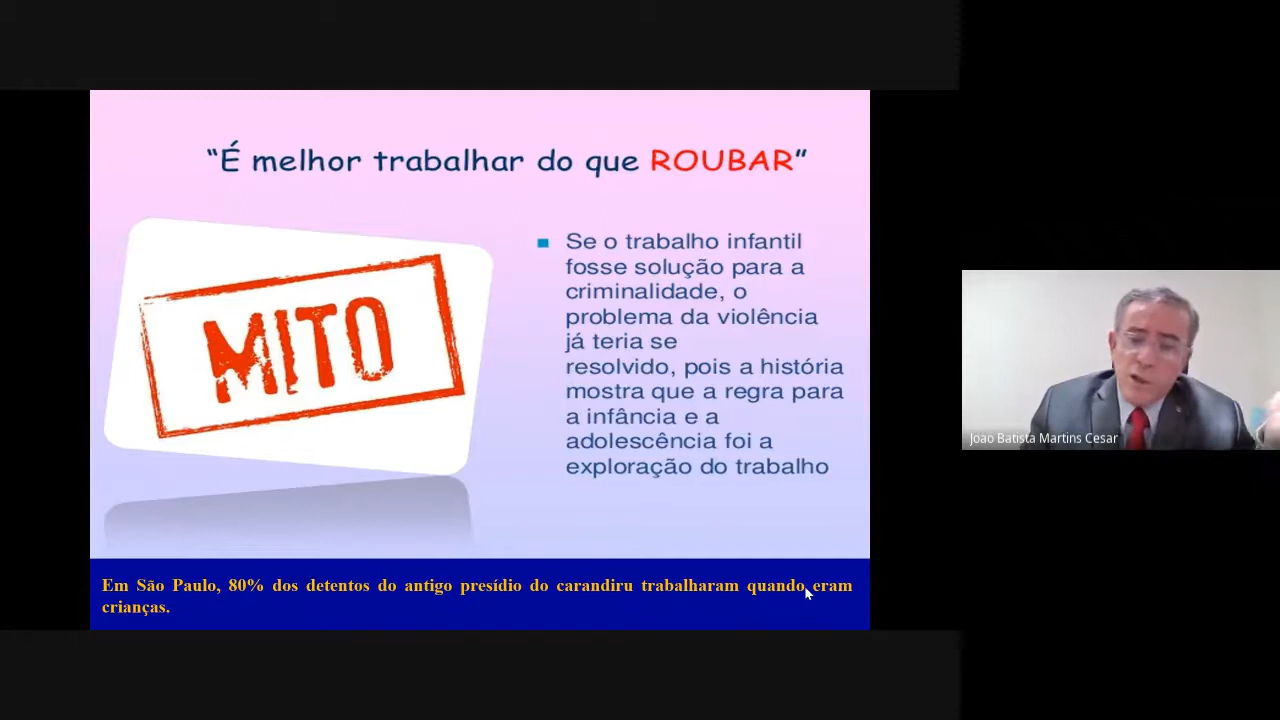 “É melhor trabalhar do que ROUBAR”
MITO
Se o trabalho infantil
fosse solução para a
criminalidade, o
problema da violência
já teria se
resolvido, pois a história
mostra que a regra para
a infância e a
adolescência foi a
exploração do trabalho
Em São Paulo, 80% dos detentos do antigo presídio do carandiru trabalharam quando eram
crianças.
Joao Batista Martins Cesar